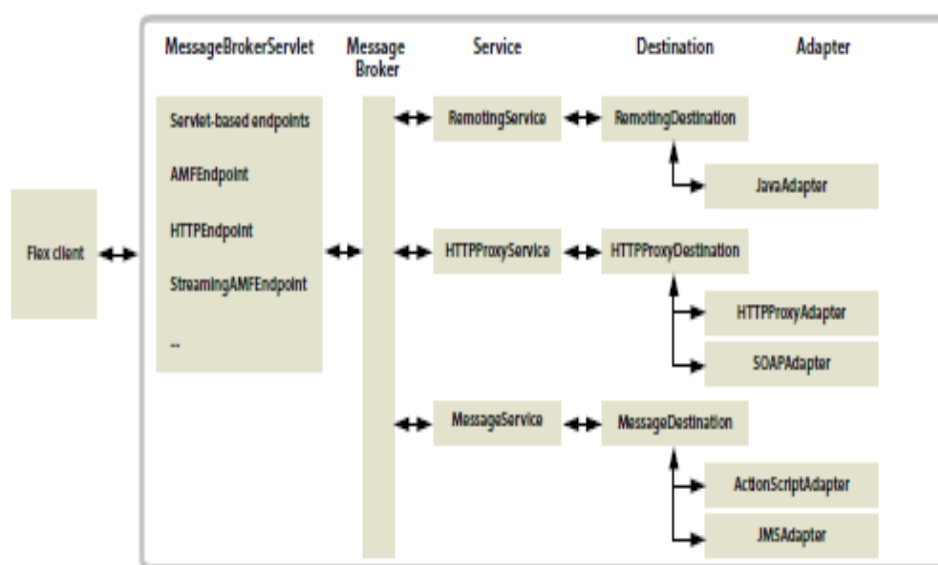 MessageBrokerServlet
Message
Broker
Service
Destination
Adapter
Servlet-based endpoints
AMFEndpoint
HTTPEndpoint
StreamingAMFEndpoint
...
Flex client
RemotingService
RemotingDestination
JavaAdapter
HTTPProxyService
HTTPProxyDestination
HTTPProxyAdapter
SOAPAdapter
MessageService
MessageDestination
ActionScriptAdapter
JMSAdapter